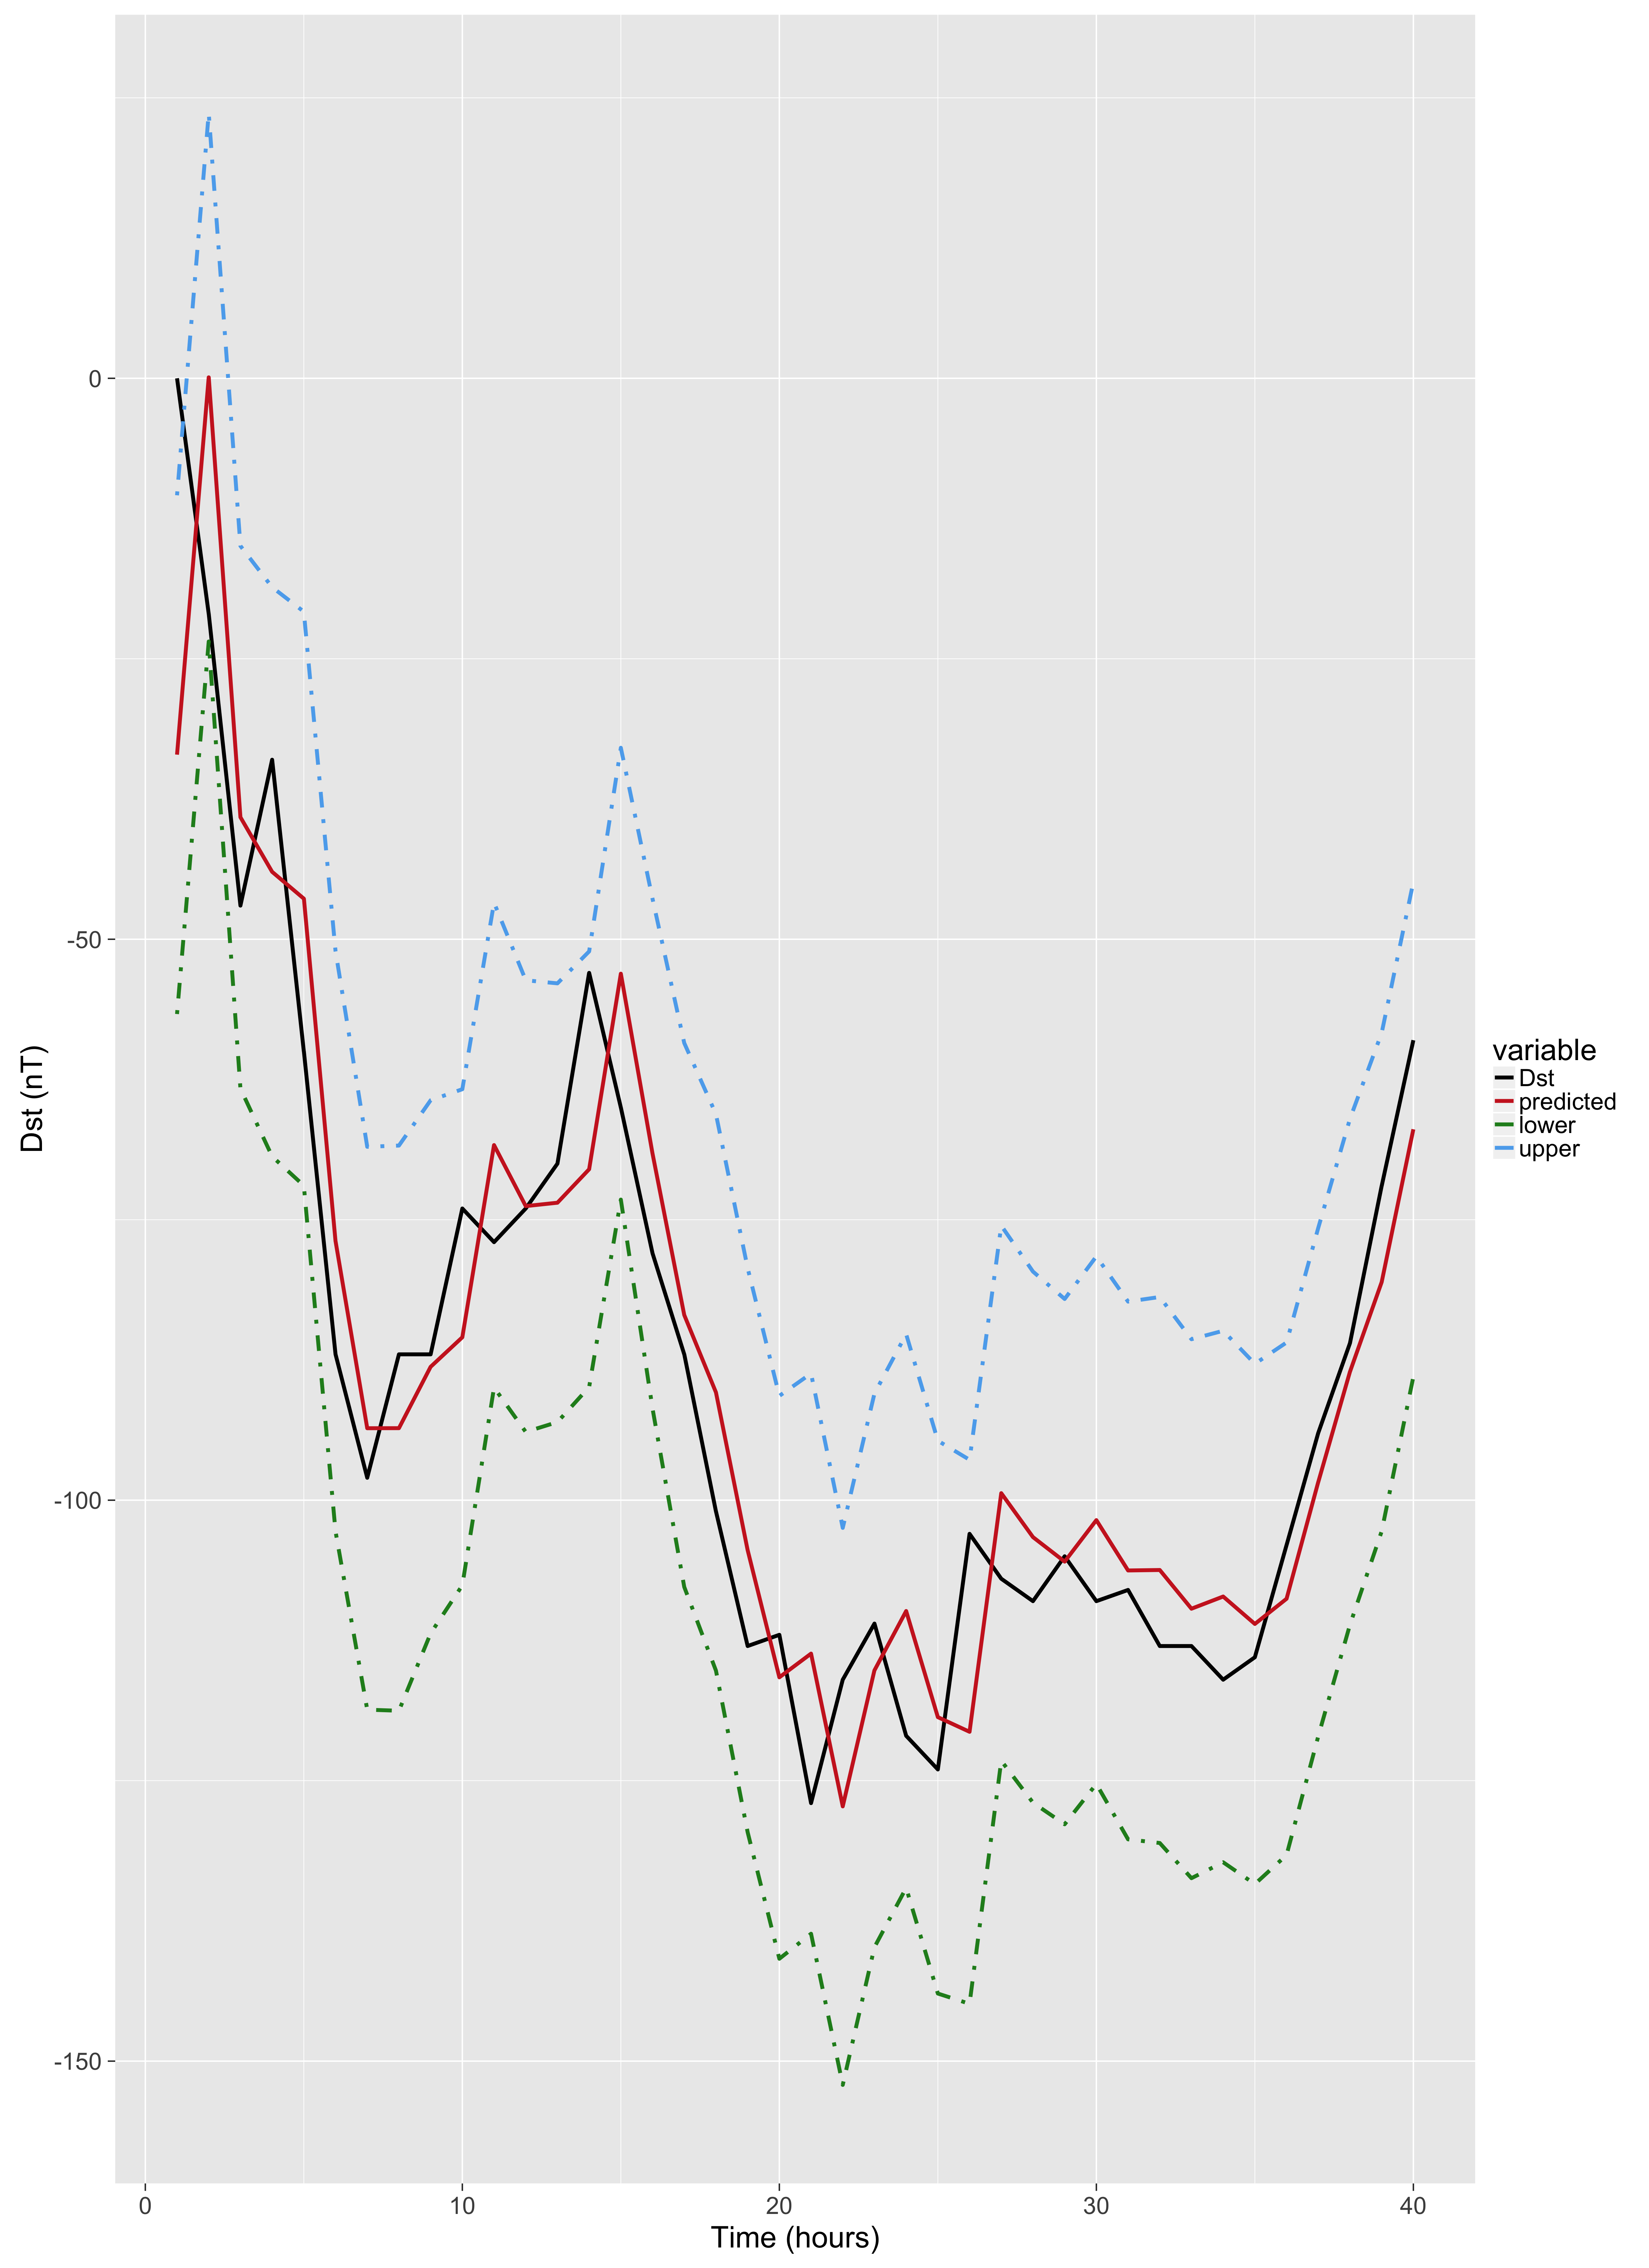 0
-50
-100
-150
Dst (nT)
0 10 20 30 40
Time (hours)
variable
Dst
predicted
lower
upper